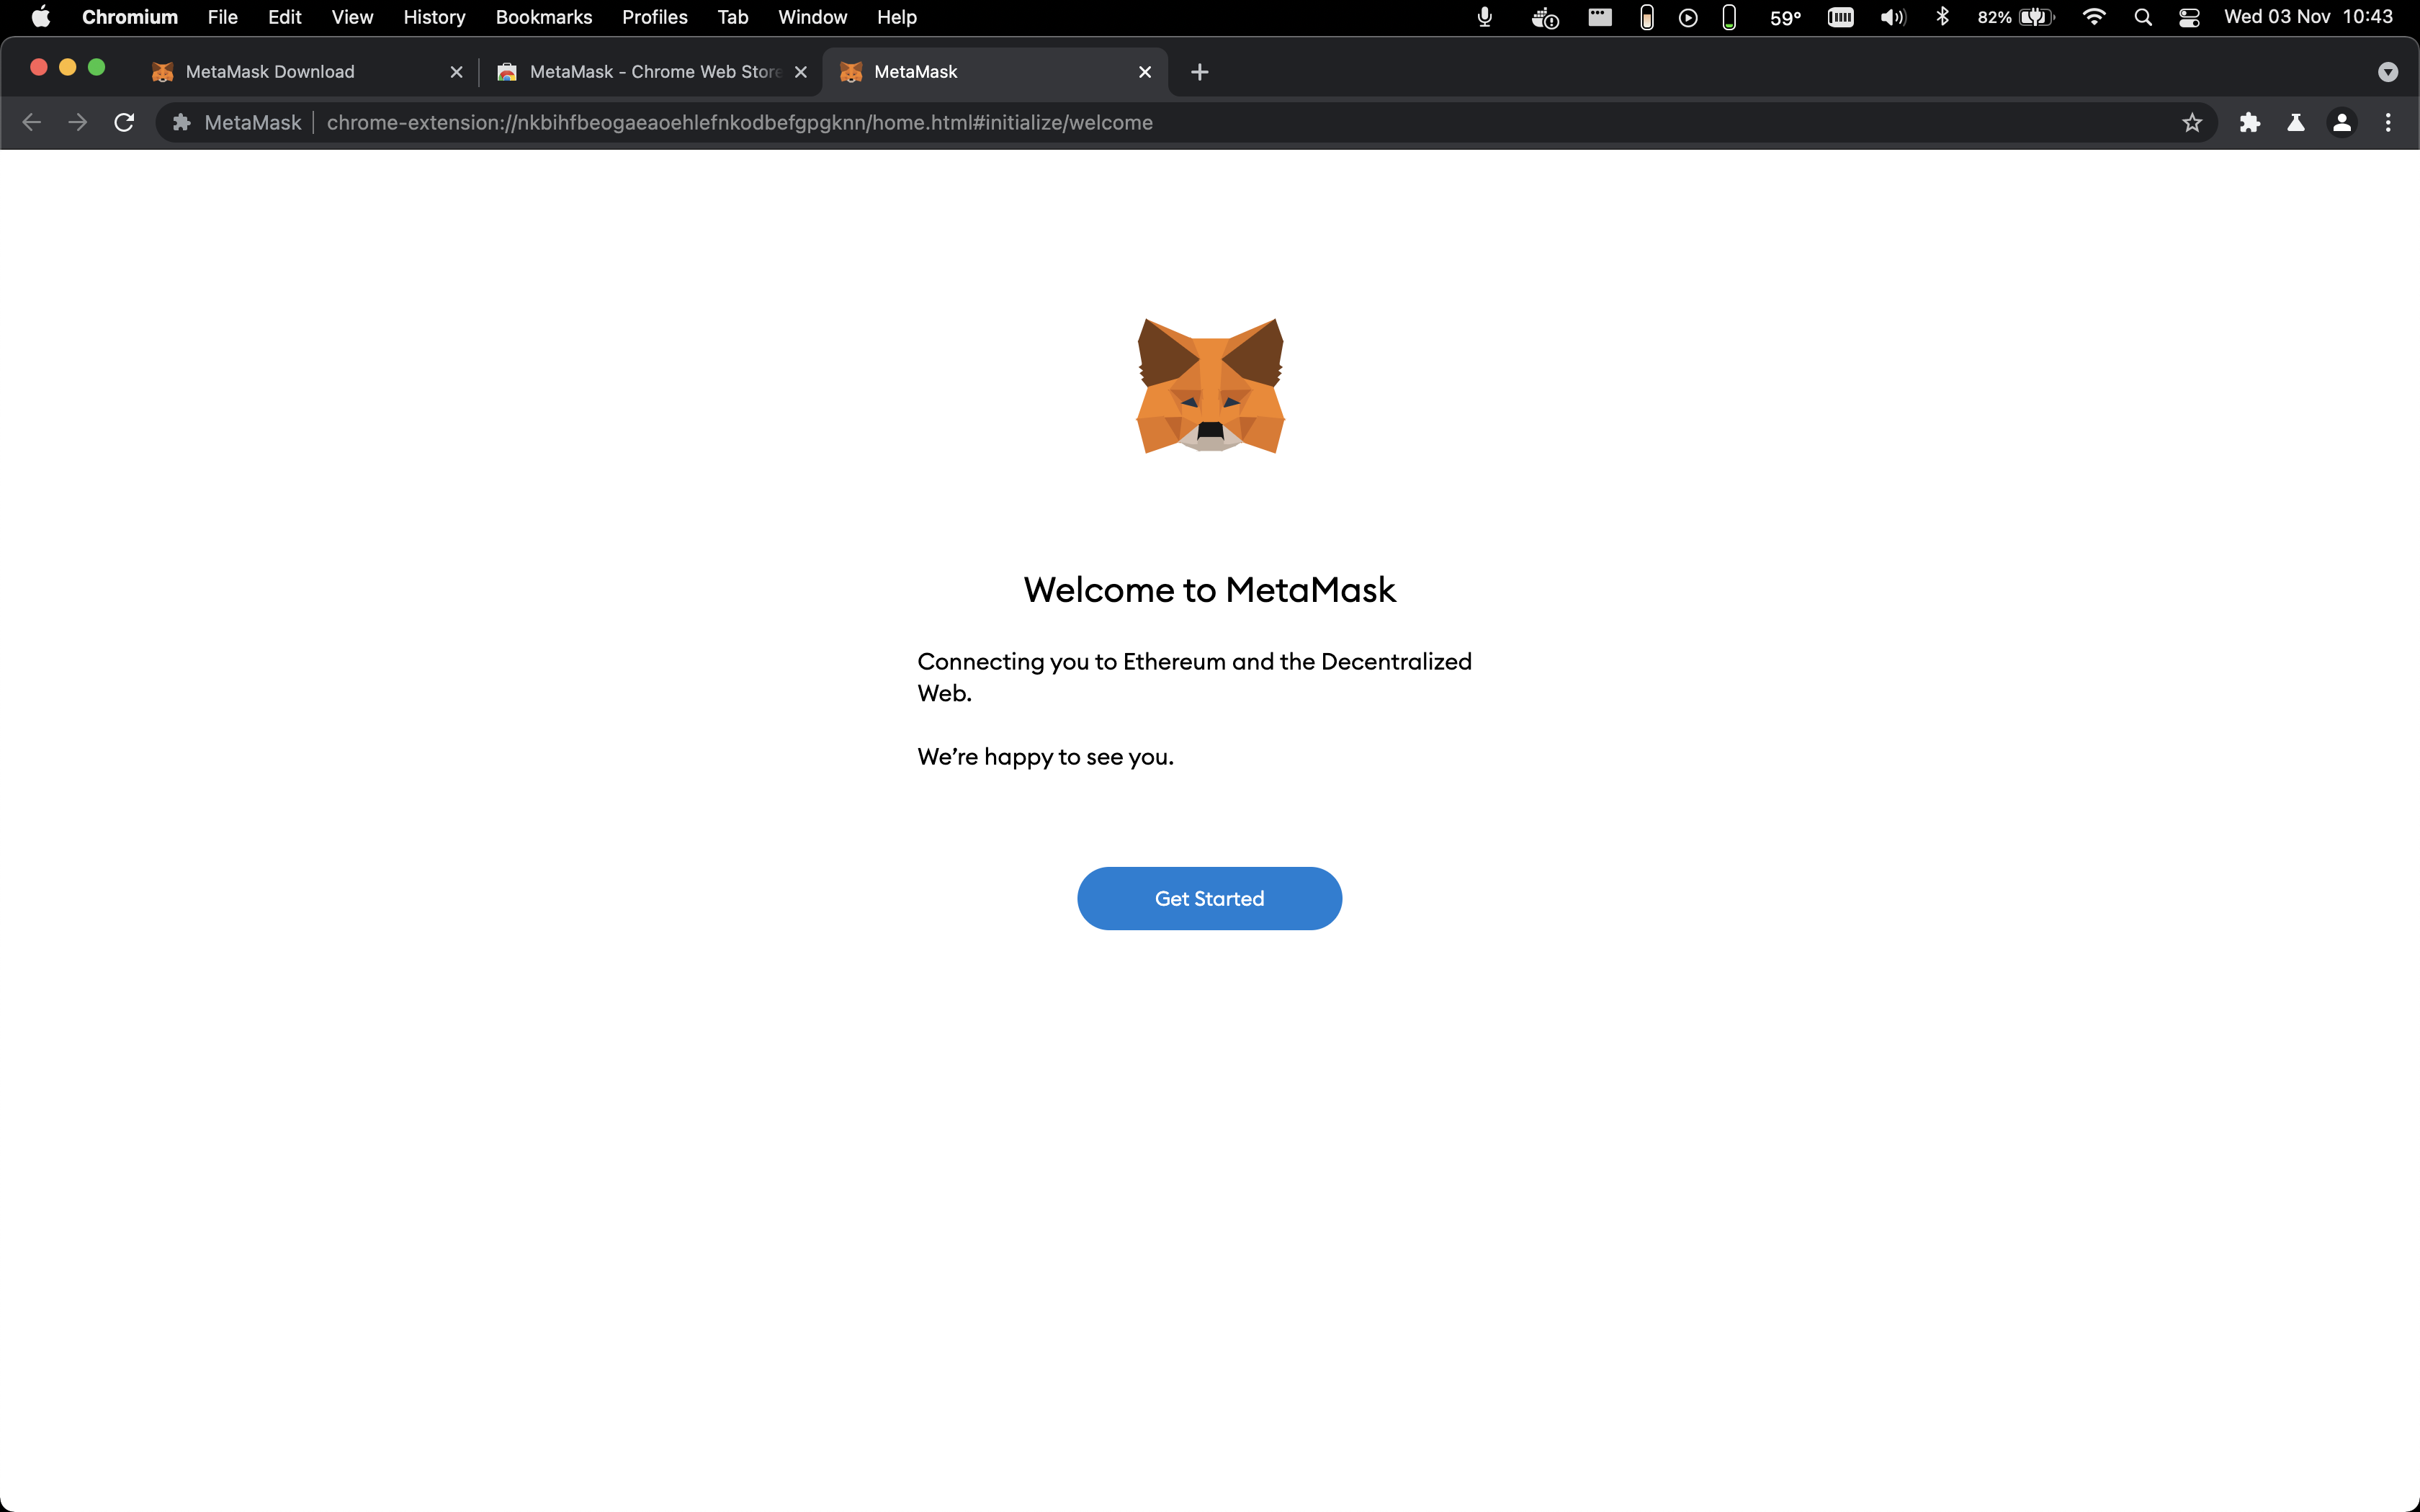 Chromium File Edit View History Bookmarks Profiles Tab Window Help 59° 82% Wed 03 Nov 10:43
MetaMask Download MetaMask - Chrome Web Store MetaMask
MetaMask chrome-extension://nkbihfbeogaeaoehlefnkodbefgpgknn/home.html#initialize/welcome
Welcome to MetaMask
Connecting you to Ethereum and the Decentralized
Web.
We’re happy to see you.
Get Started